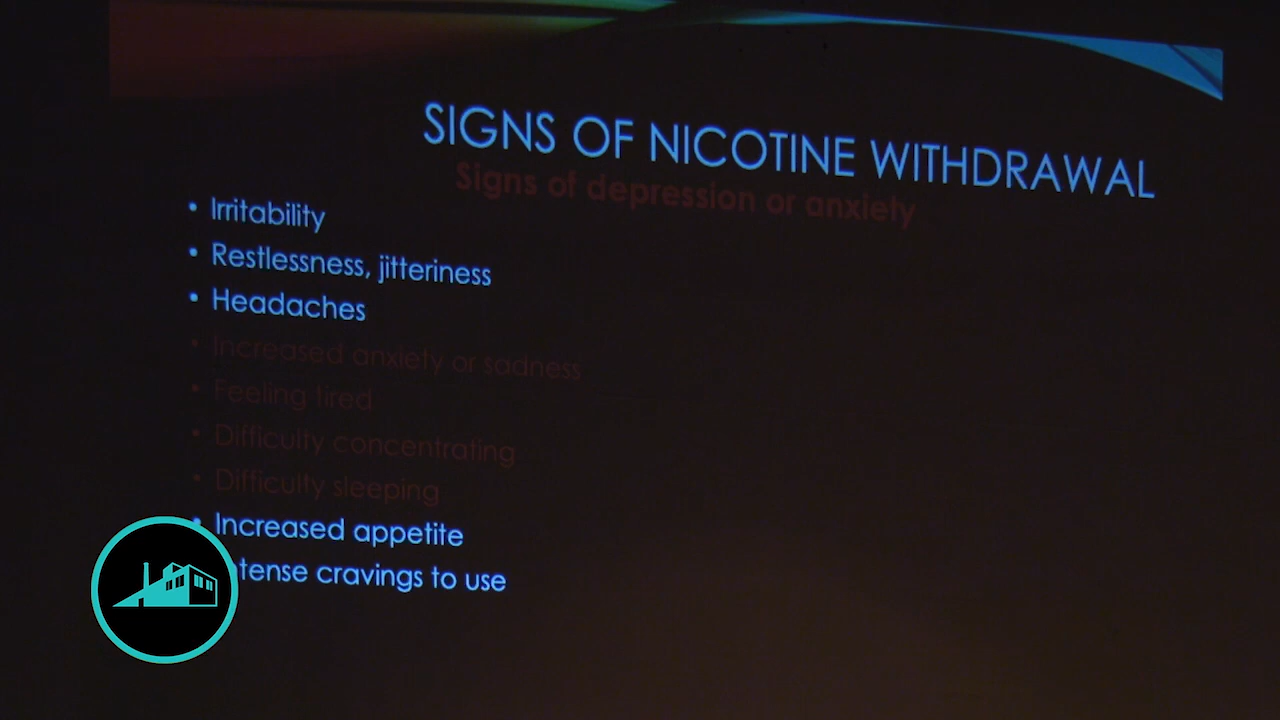 SIGNS OF NICOTINE WITHDRAWAL
Signs of depression or anxiety
• Irritability
• Restlessness, jitteriness
• Headaches
• Increased anxiety or sadness
• Feeling tired
• Difficulty concentrating
• Difficulty sleeping
• Increased appetite
tense cravings to use